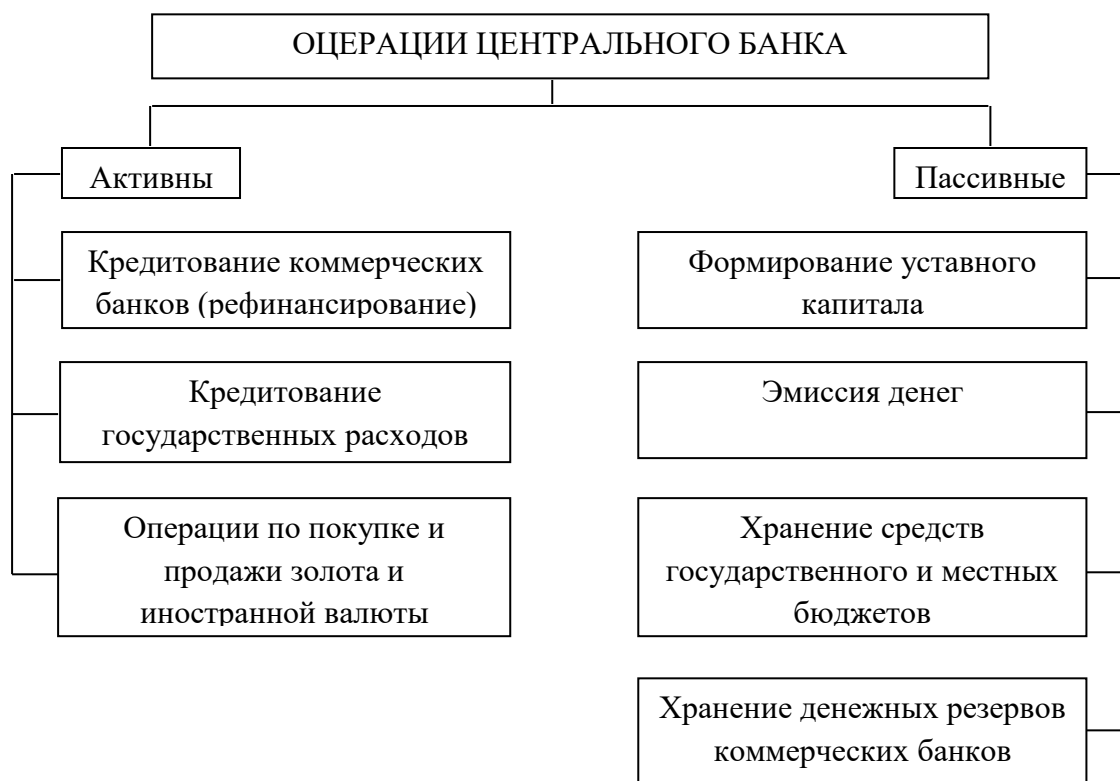 ОЦЕРАЦИИ ЦЕНТРАЛЬНОГО БАНКА
Активны
Пассивные
Кредитование коммерческих
банков (рефинансирование)
Формирование уставного
капитала
Кредитование
государственных расходов
Эмиссия денег
Операции по покупке и
продажи золота и
иностранной валюты
Хранение средств
государственного и местных
бюджетов
Хранение денежных резервов
коммерческих банков